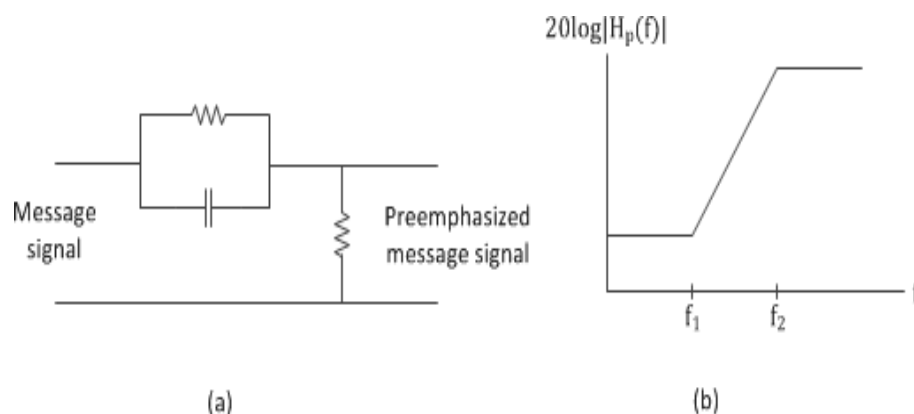 Message
signal
Preemphasized
message signal
(a)
20log|Hₚ(f)|
f₁
f₂
f
(b)